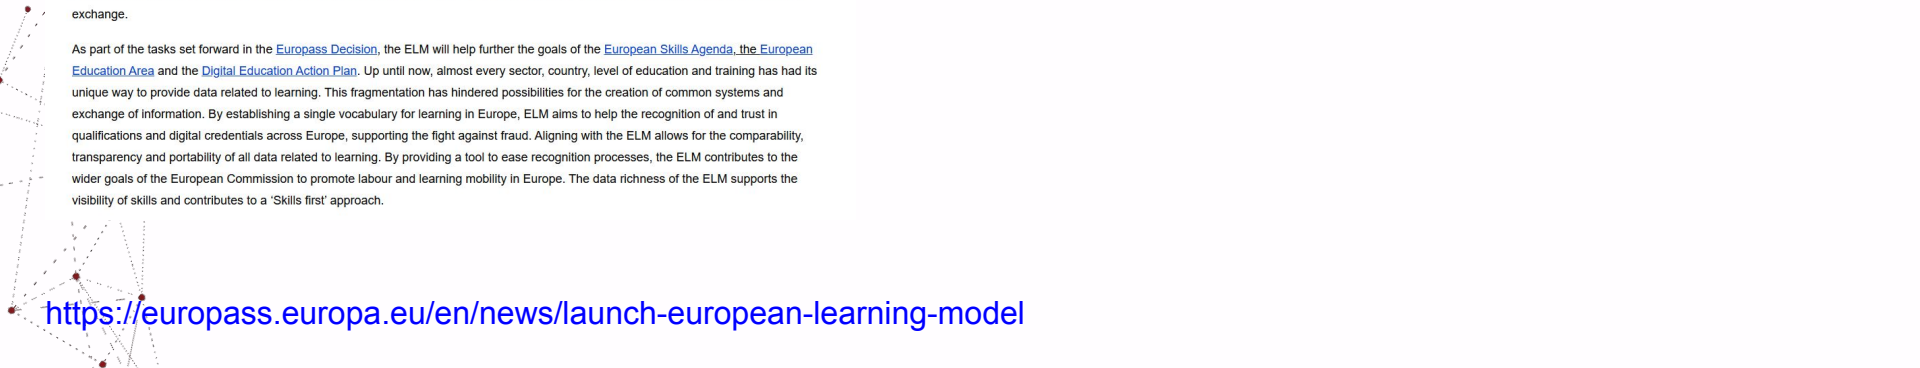 exchange.
As part of the tasks set forward in the Europass Decision, the ELM will help further the goals of the European Skills Agenda, the European
Education Area and the Digital Education Action Plan. Up until now, almost every sector, country, level of education and training has had its
unique way to provide data related to learning. This fragmentation has hindered possibilities for the creation of common systems and
exchange of information. By establishing a single vocabulary for learning in Europe, ELM aims to help the recognition of and trust in
qualifications and digital credentials across Europe, supporting the fight against fraud. Aligning with the ELM allows for the comparability,
transparency and portability of all data related to learning. By providing a tool to ease recognition processes, the ELM contributes to the
wider goals of the European Commission to promote labour and learning mobility in Europe. The data richness of the ELM supports the
visibility of skills and contributes to a ‘Skills first’ approach.
https://europass.europa.eu/en/news/launch-european-learning-model